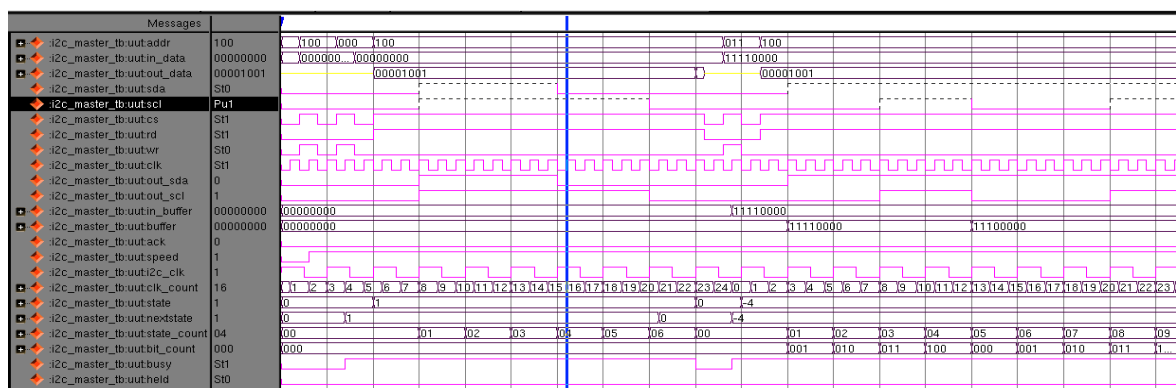 Messages
:i2c_master_tb:uut:addr 100 100 000 100 011 100
:i2c_master_tb:uut:in_data 00000000 000000... 00000000 11110000
:i2c_master_tb:uut:out_data 00001001 00001001 00001001
:i2c_master_tb:uut:sda St0
:i2c_master_tb:uut:scl Pu1
:i2c_master_tb:uut:cs St1
:i2c_master_tb:uut:rd St1
:i2c_master_tb:uut:wr St0
:i2c_master_tb:uut:clk St1
:i2c_master_tb:uut:out_sda 0
:i2c_master_tb:uut:out_scl 1
:i2c_master_tb:uut:in_buffer 00000000 00000000 11110000
:i2c_master_tb:uut:buffer 00000000 00000000 11110000 11100000
:i2c_master_tb:uut:ack 0
:i2c_master_tb:uut:speed 1
:i2c_master_tb:uut:i2c_clk 1
:i2c_master_tb:uut:clk_count 16 1 2 3 4 5 6 7 8 9 10 11 12 13 14 15 16 17 18 19 20 21 22 23 24 0 1 2 3 4 5 6 7 8 9 10 11 12 13 14 15 16 17 18 19 20 21 22 23
:i2c_master_tb:uut:state 1 0 1 0 -4
:i2c_master_tb:uut:nextstate 1 0 1 0 -4
:i2c_master_tb:uut:state_count 04 00 01 02 03 04 05 06 00 01 02 03 04 05 06 07 08 09
:i2c_master_tb:uut:bit_count 000 000 001 010 011 100 000 001 010 011 1...
:i2c_master_tb:uut:busy St1
:i2c_master_tb:uut:held St0